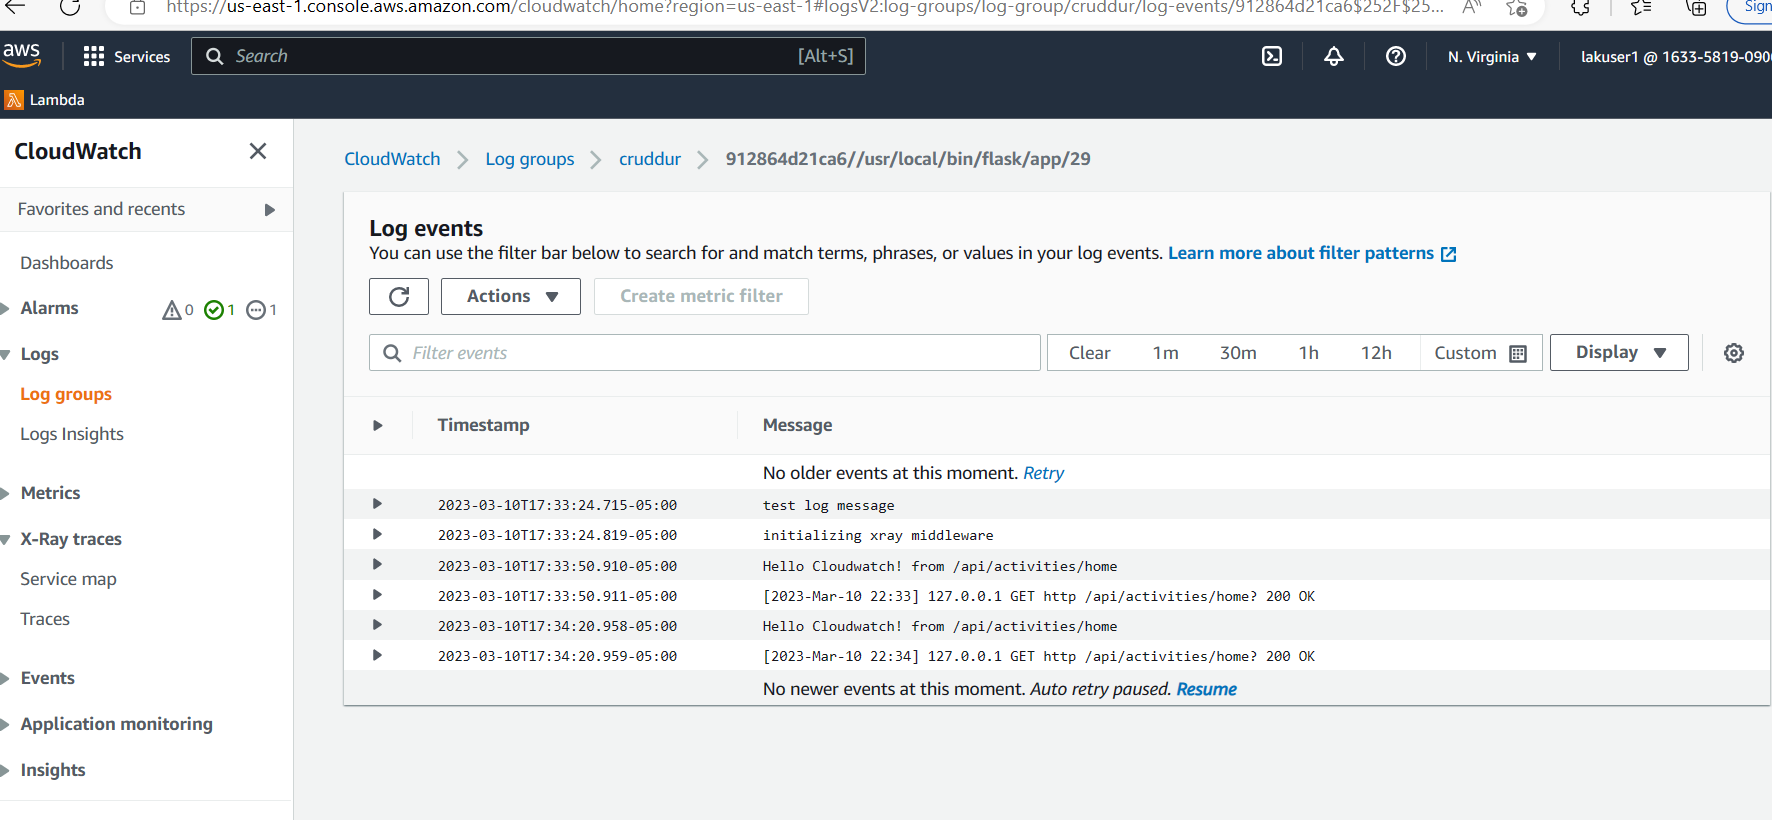 https://us-east-1.console.aws.amazon.com/cloudwatch/home?region=us-east-1#logsV2:log-groups/log-group/cruddur/log-events/912864d21ca6$252F$25... A Sign
aws Services Search [Alt+S] N. Virginia lakuser1 @ 1633-5819-090
Lambda
CloudWatch
Favorites and recents
Dashboards
Alarms 0 1 1
Logs
Log groups
Logs Insights
Metrics
X-Ray traces
Service map
Traces
Events
Application monitoring
Insights
CloudWatch Log groups cruddur 912864d21ca6//usr/local/bin/flask/app/29
Log events
You can use the filter bar below to search for and match terms, phrases, or values in your log events. Learn more about filter patterns
Actions Create metric filter
Filter events Clear 1m 30m 1h 12h Custom Display
Timestamp Message
No older events at this moment. Retry
2023-03-10T17:33:24.715-05:00 test log message
2023-03-10T17:33:24.819-05:00 initializing xray middleware
2023-03-10T17:33:50.910-05:00 Hello Cloudwatch! from /api/activities/home
2023-03-10T17:33:50.911-05:00 [2023-Mar-10 22:33] 127.0.0.1 GET http /api/activities/home? 200 OK
2023-03-10T17:34:20.958-05:00 Hello Cloudwatch! from /api/activities/home
2023-03-10T17:34:20.959-05:00 [2023-Mar-10 22:34] 127.0.0.1 GET http /api/activities/home? 200 OK
No newer events at this moment. Auto retry paused. Resume